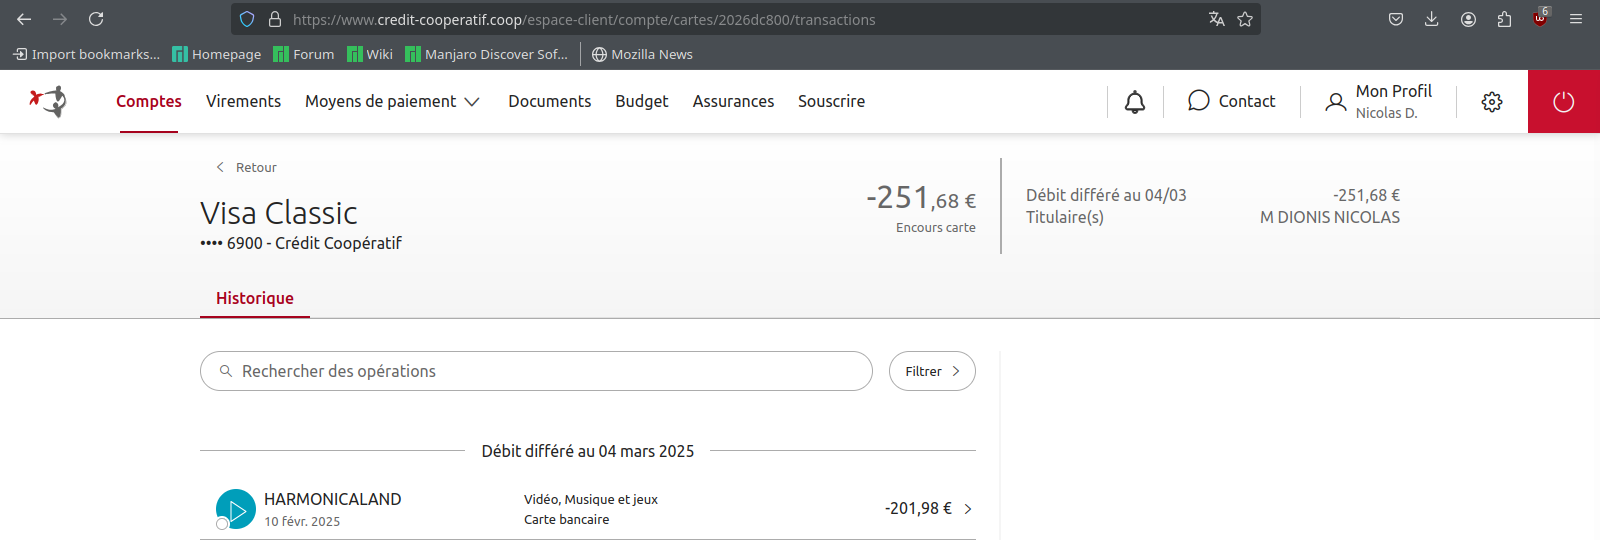 https://www.credit-cooperatif.coop/espace-client/compte/cartes/2026dc800/transactions
6
Import bookmarks...
Homepage
Forum
Wiki
Manjaro Discover Sof...
Mozilla News
Comptes
Virements
Moyens de paiement
Documents
Budget
Assurances
Souscrire
Contact
Mon Profil
Nicolas D.
Retour
Visa Classic
•••• 6900 - Crédit Coopératif
-251,68 €
Encours carte
Débit différé au 04/03 -251,68 €
Titulaire(s) M DIONIS NICOLAS
Historique
Rechercher des opérations
Filtrer
Débit différé au 04 mars 2025
HARMONICALAND
10 févr. 2025
Vidéo, Musique et jeux
Carte bancaire
-201,98 €